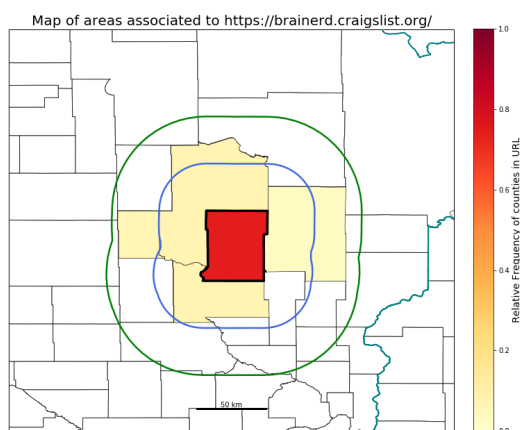 Map of areas associated to https://brainerd.craigslist.org/
1.0
0.8
0.6
0.4
0.2
0.0
Relative Frequency of counties in URL
50 km